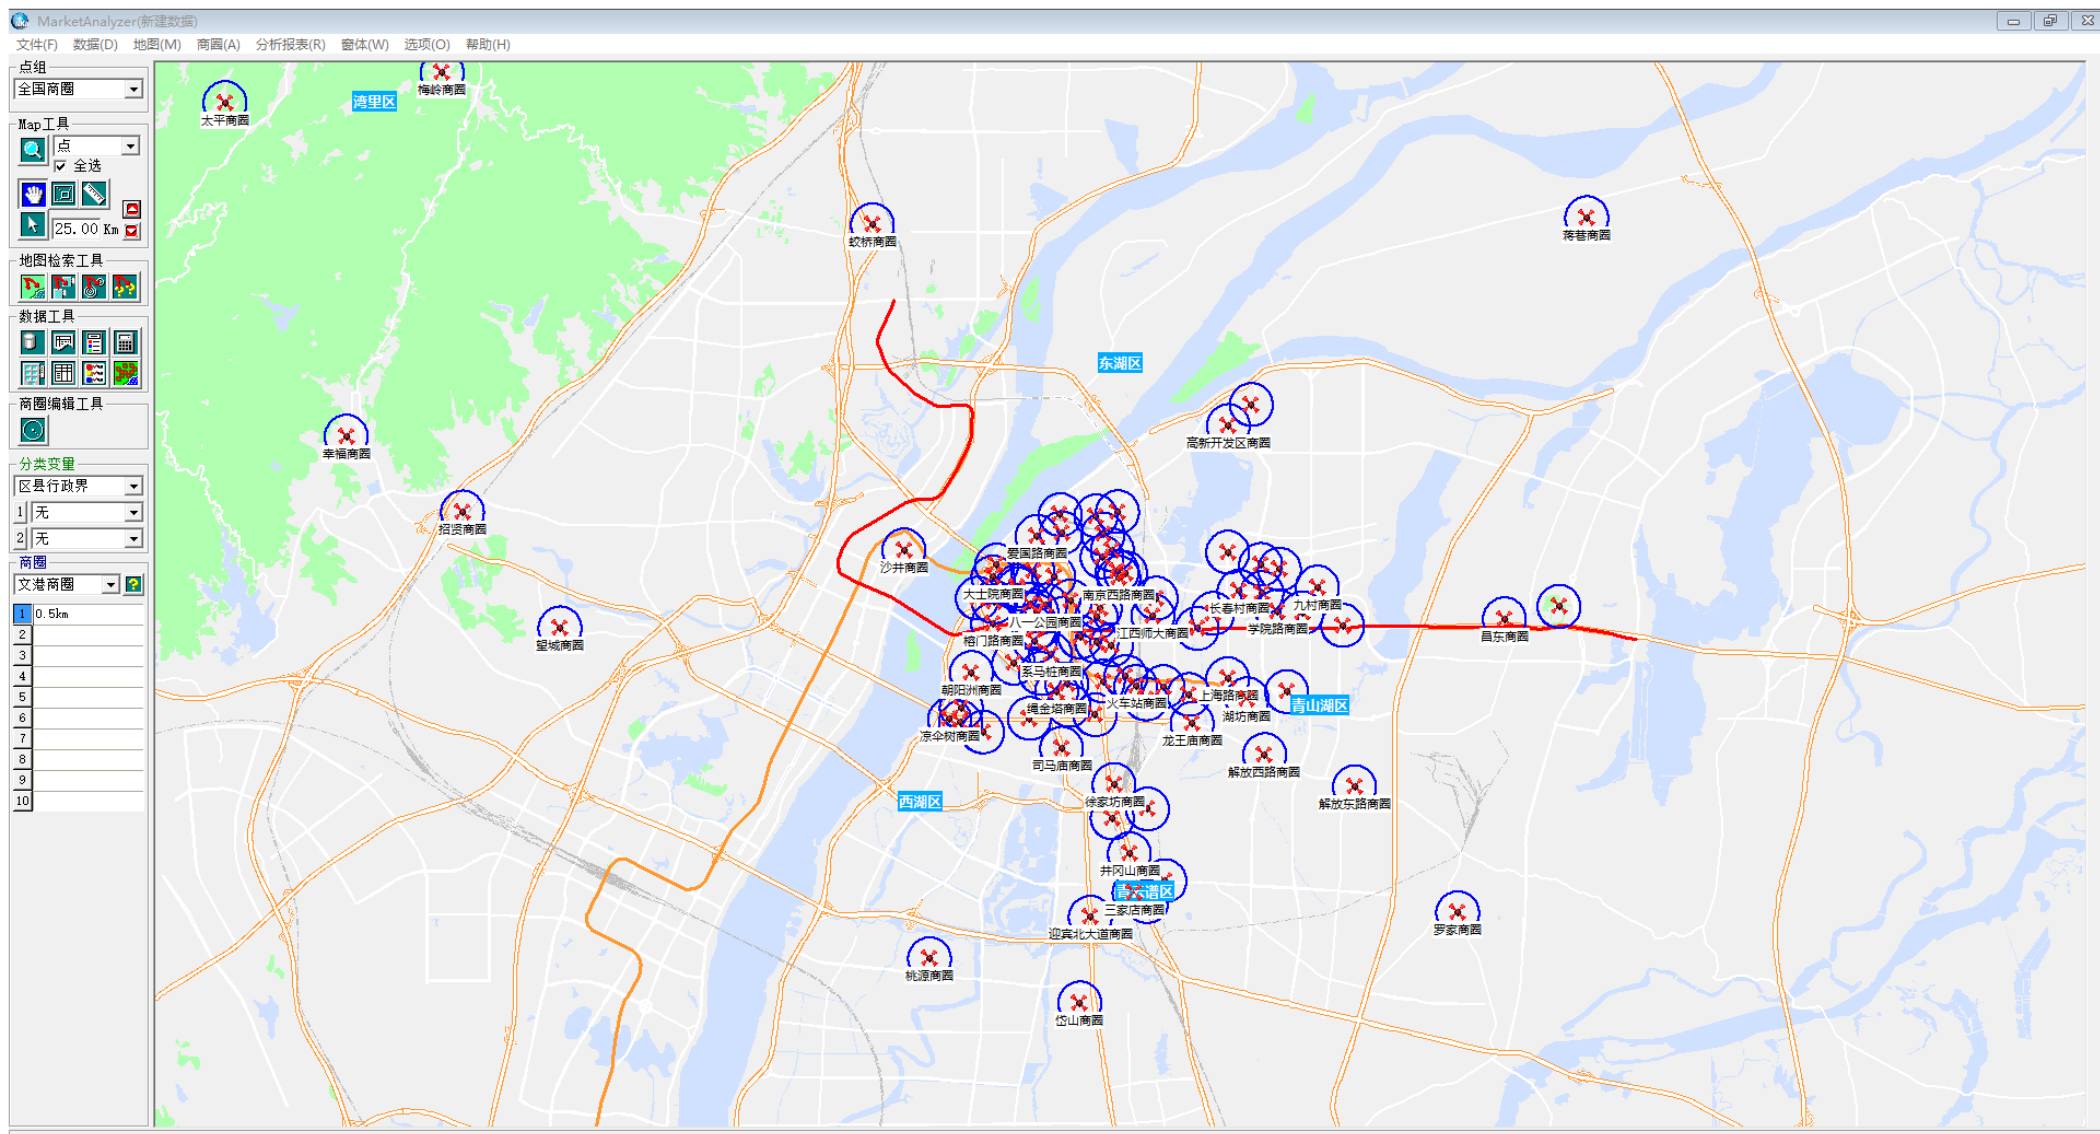 MarketAnalyzer(新建数据)
文件(F) 数据(D) 地图(M) 商圈(A) 分析报表(R) 窗体(W) 选项(O) 帮助(H)
点组
全国商圈
Map工具
点
全选
25.00 Km
地图检索工具
数据工具
商圈编辑工具
分类变量
区县行政界
1 无
2 无
商圈
文港商圈
1 0.5km
2
3
4
5
6
7
8
9
10
梅岭商圈
湾里区
太平商圈
蛟桥商圈
蒋巷商圈
东湖区
高新开发区商圈
幸福商圈
招贤商圈
爱国路商圈
沙井商圈
大士院商圈
南京西路商圈
长春村商圈
九村商圈
八一公园商圈
学院路商圈
江西师大商圈
昌东商圈
榕门路商圈
望城商圈
系马桩商圈
朝阳洲商圈
上海路商圈
火车站商圈
青山湖区
绳金塔商圈
湖坊商圈
凉伞树商圈
龙王庙商圈
司马庙商圈
解放西路商圈
西湖区
徐家坊商圈
解放东路商圈
井冈山商圈
青云谱区
三家店商圈
罗家商圈
迎宾北大道商圈
桃源商圈
岱山商圈